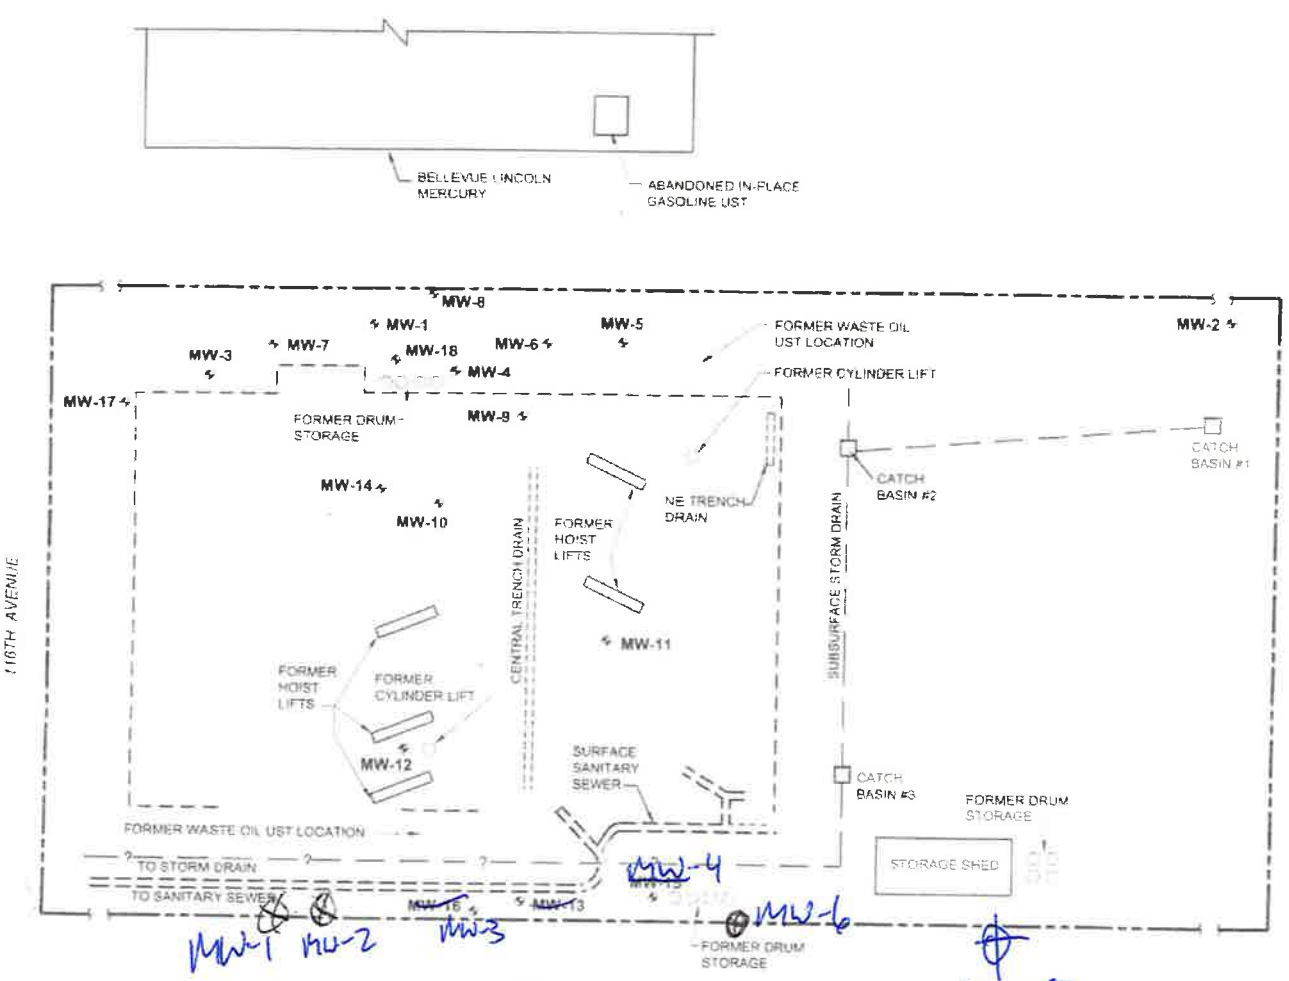 BELLEVUE LINCOLN
MERCURY
ABANDONED IN-PLACE
GASOLINE UST
MW-8
MW-1
MW-5
FORMER WASTE OIL
UST LOCATION
MW-2
MW-7
MW-18
MW-6
MW-3
MW-4
FORMER CYLINDER LIFT
MW-17
FORMER DRUM
STORAGE
MW-9
CATCH
BASIN #1
MW-14
MW-10
CATCH
BASIN #2
NE TRENCH
DRAIN
FORMER
HOIST
LIFTS
CENTRAL TRENCH DRAIN
SUBSURFACE STORM DRAIN
116TH AVENUE
MW-11
FORMER
HOIST
LIFTS
FORMER
CYLINDER LIFT
MW-12
SURFACE
SANITARY
SEWER
CATCH
BASIN #3
FORMER DRUM
STORAGE
FORMER WASTE OIL UST LOCATION
? ? ?
TO STORM DRAIN
STORAGE SHED
MW-4
MW-15
TO SANITARY SEWER
MW-16
MW-13
MW-1
MW-2
MW-3
MW-6
FORMER DRUM
STORAGE